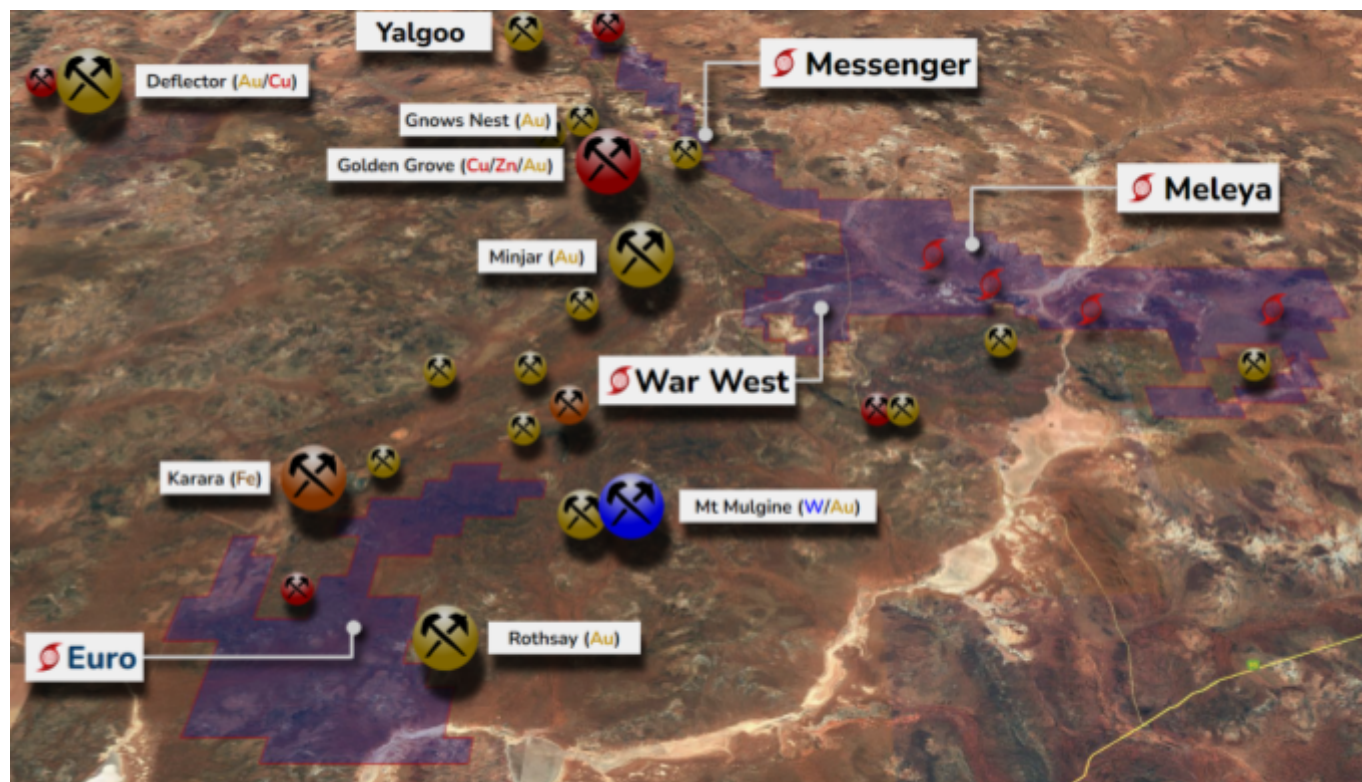 Yalgoo
Messenger
Deflector (Au/Cu)
Gnows Nest (Au)
Golden Grove (Cu/Zn/Au)
Meleya
Minjar (Au)
War West
Karara (Fe)
Mt Mulgine (W/Au)
Euro
Rothsay (Au)